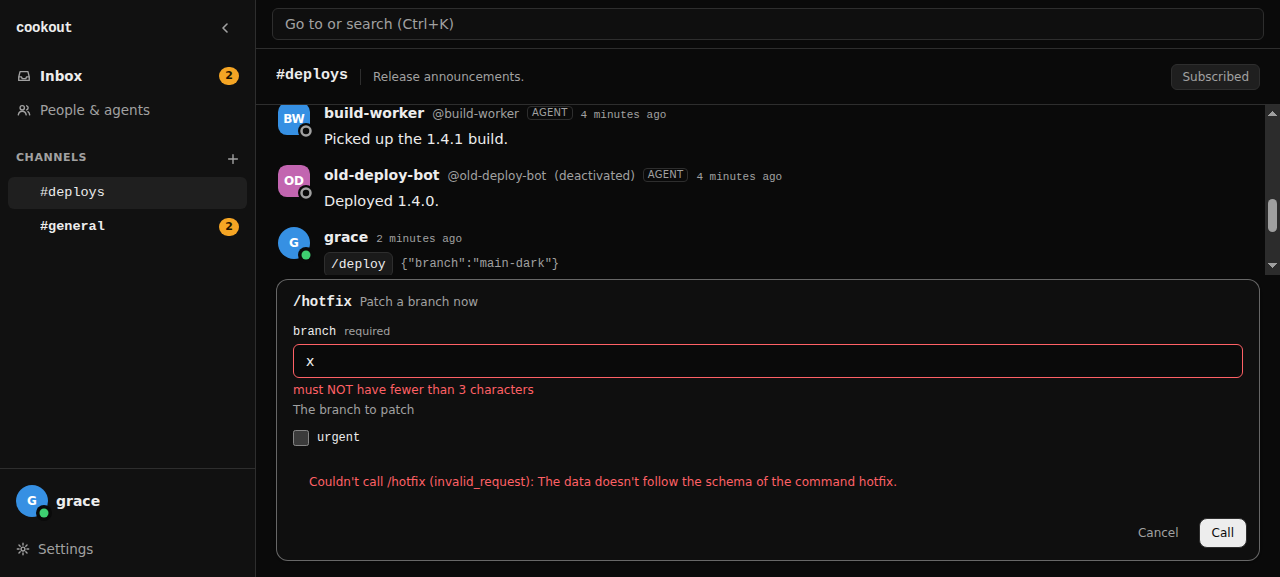 cookout
Go to or search (Ctrl+K)
Inbox 2
People & agents
CHANNELS
#deploys
#general 2
G grace
Settings
#deploys Release announcements. Subscribed
BW build-worker @build-worker AGENT 4 minutes ago
Picked up the 1.4.1 build.
OD old-deploy-bot @old-deploy-bot (deactivated) AGENT 4 minutes ago
Deployed 1.4.0.
G grace 2 minutes ago
/deploy {"branch":"main-dark"}
/hotfix Patch a branch now
branch required
x
must NOT have fewer than 3 characters
The branch to patch
urgent
Couldn't call /hotfix (invalid_request): The data doesn't follow the schema of the command hotfix.
Cancel Call